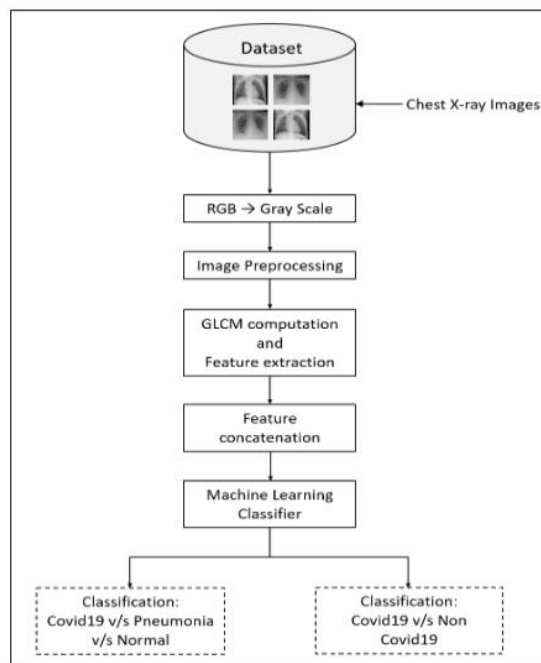 Dataset
Chest X-ray Images
RGB → Gray Scale
Image Preprocessing
GLCM computation
and
Feature extraction
Feature
concatenation
Machine Learning
Classifier
Classification:
Covid19 v/s Pneumonia
v/s Normal
Classification:
Covid19 v/s Non
Covid19